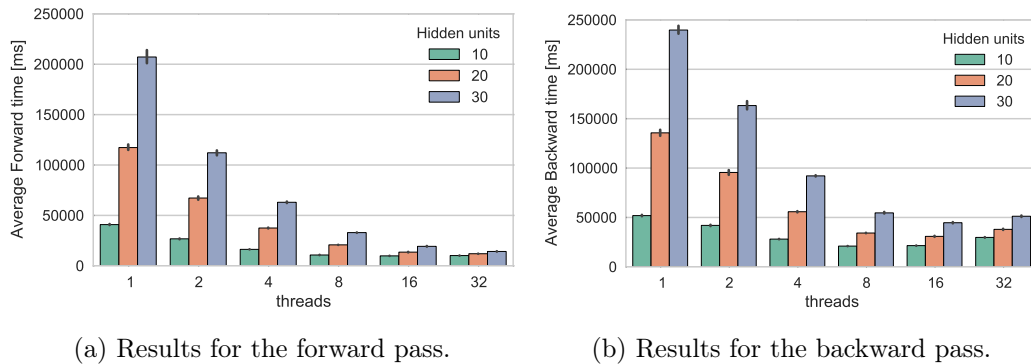 250000
200000
150000
100000
50000
0
Average Forward time [ms]
Hidden units
10
20
30
1 2 4 8 16 32
threads
(a) Results for the forward pass.
250000
200000
150000
100000
50000
0
Average Backward time [ms]
Hidden units
10
20
30
1 2 4 8 16 32
threads
(b) Results for the backward pass.